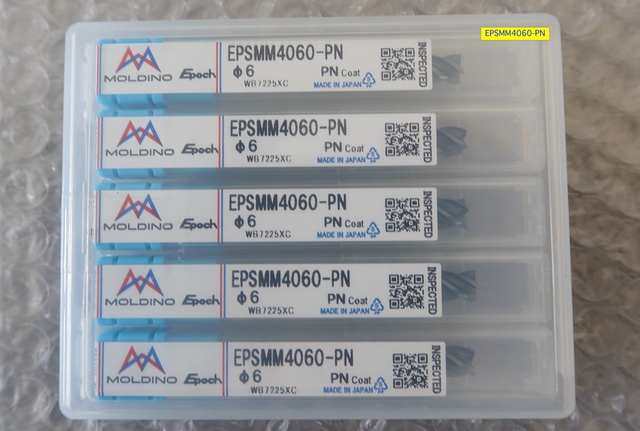 EPSMM4060-PN
MOLDINO
Epoch
EPSMM4060-PN
Φ6
PN Coat
WB7225XC
MADE IN JAPAN
INSPECTED
MOLDINO
Epoch
EPSMM4060-PN
Φ6
PN Coat
WB7225XC
MADE IN JAPAN
INSPECTED
MOLDINO
Epoch
EPSMM4060-PN
Φ6
PN Coat
WB7225XC
MADE IN JAPAN
INSPECTED
MOLDINO
Epoch
EPSMM4060-PN
Φ6
PN Coat
WB7225XC
MADE IN JAPAN
INSPECTED
MOLDINO
Epoch
EPSMM4060-PN
Φ6
PN Coat
WB7225XC
MADE IN JAPAN
INSPECTED